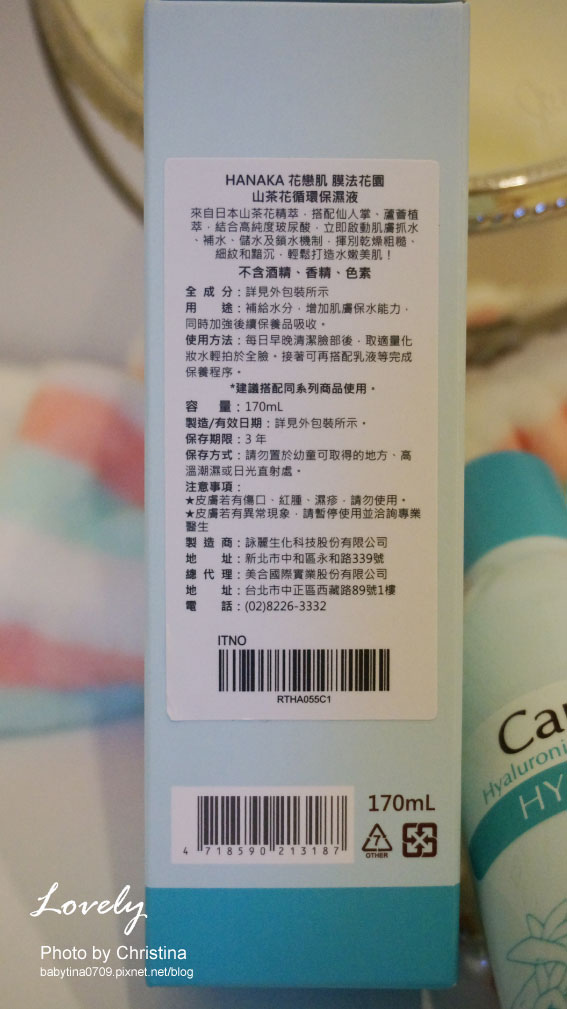 HANAKA 花戀肌 膜法花園
山茶花循環保濕液
來自日本山茶花精萃，搭配仙人掌、蘆薈植
萃，結合高純度玻尿酸，立即啟動肌膚抓水
、補水、儲水及鎖水機制，揮別乾燥粗糙、
細紋和黯沉，輕鬆打造水嫩美肌！
不含酒精、香精、色素
全成分：詳見外包裝所示
用途：補給水分，增加肌膚保水能力，
同時加強後續保養品吸收。
使用方法：每日早晚清潔臉部後，取適量化
妝水輕拍於全臉。接著可再搭配乳液等完成
保養程序。
*建議搭配同系列商品使用。
容量：170mL
製造/有效日期：詳見外包裝所示。
保存期限：3年
保存方式：請勿置於幼童可取得的地方、高
溫潮濕或日光直射處。
注意事項：
★皮膚若有傷口、紅腫、濕疹，請勿使用。
★皮膚若有異常現象，請暫停使用並洽詢專業
醫生
製造商：詠麗生化科技股份有限公司
地址：新北市中和區永和路339號
總代理：美合國際實業股份有限公司
地址：台北市中正區西藏路89號1樓
電話：(02)8226-3332
ITNO
RTHA055C1
170mL
4 718590 213187
7
OTHER
Ca
Hyaluroni
HY
Lovely
Photo by Christina
babytina0709.pixnet.net/blog